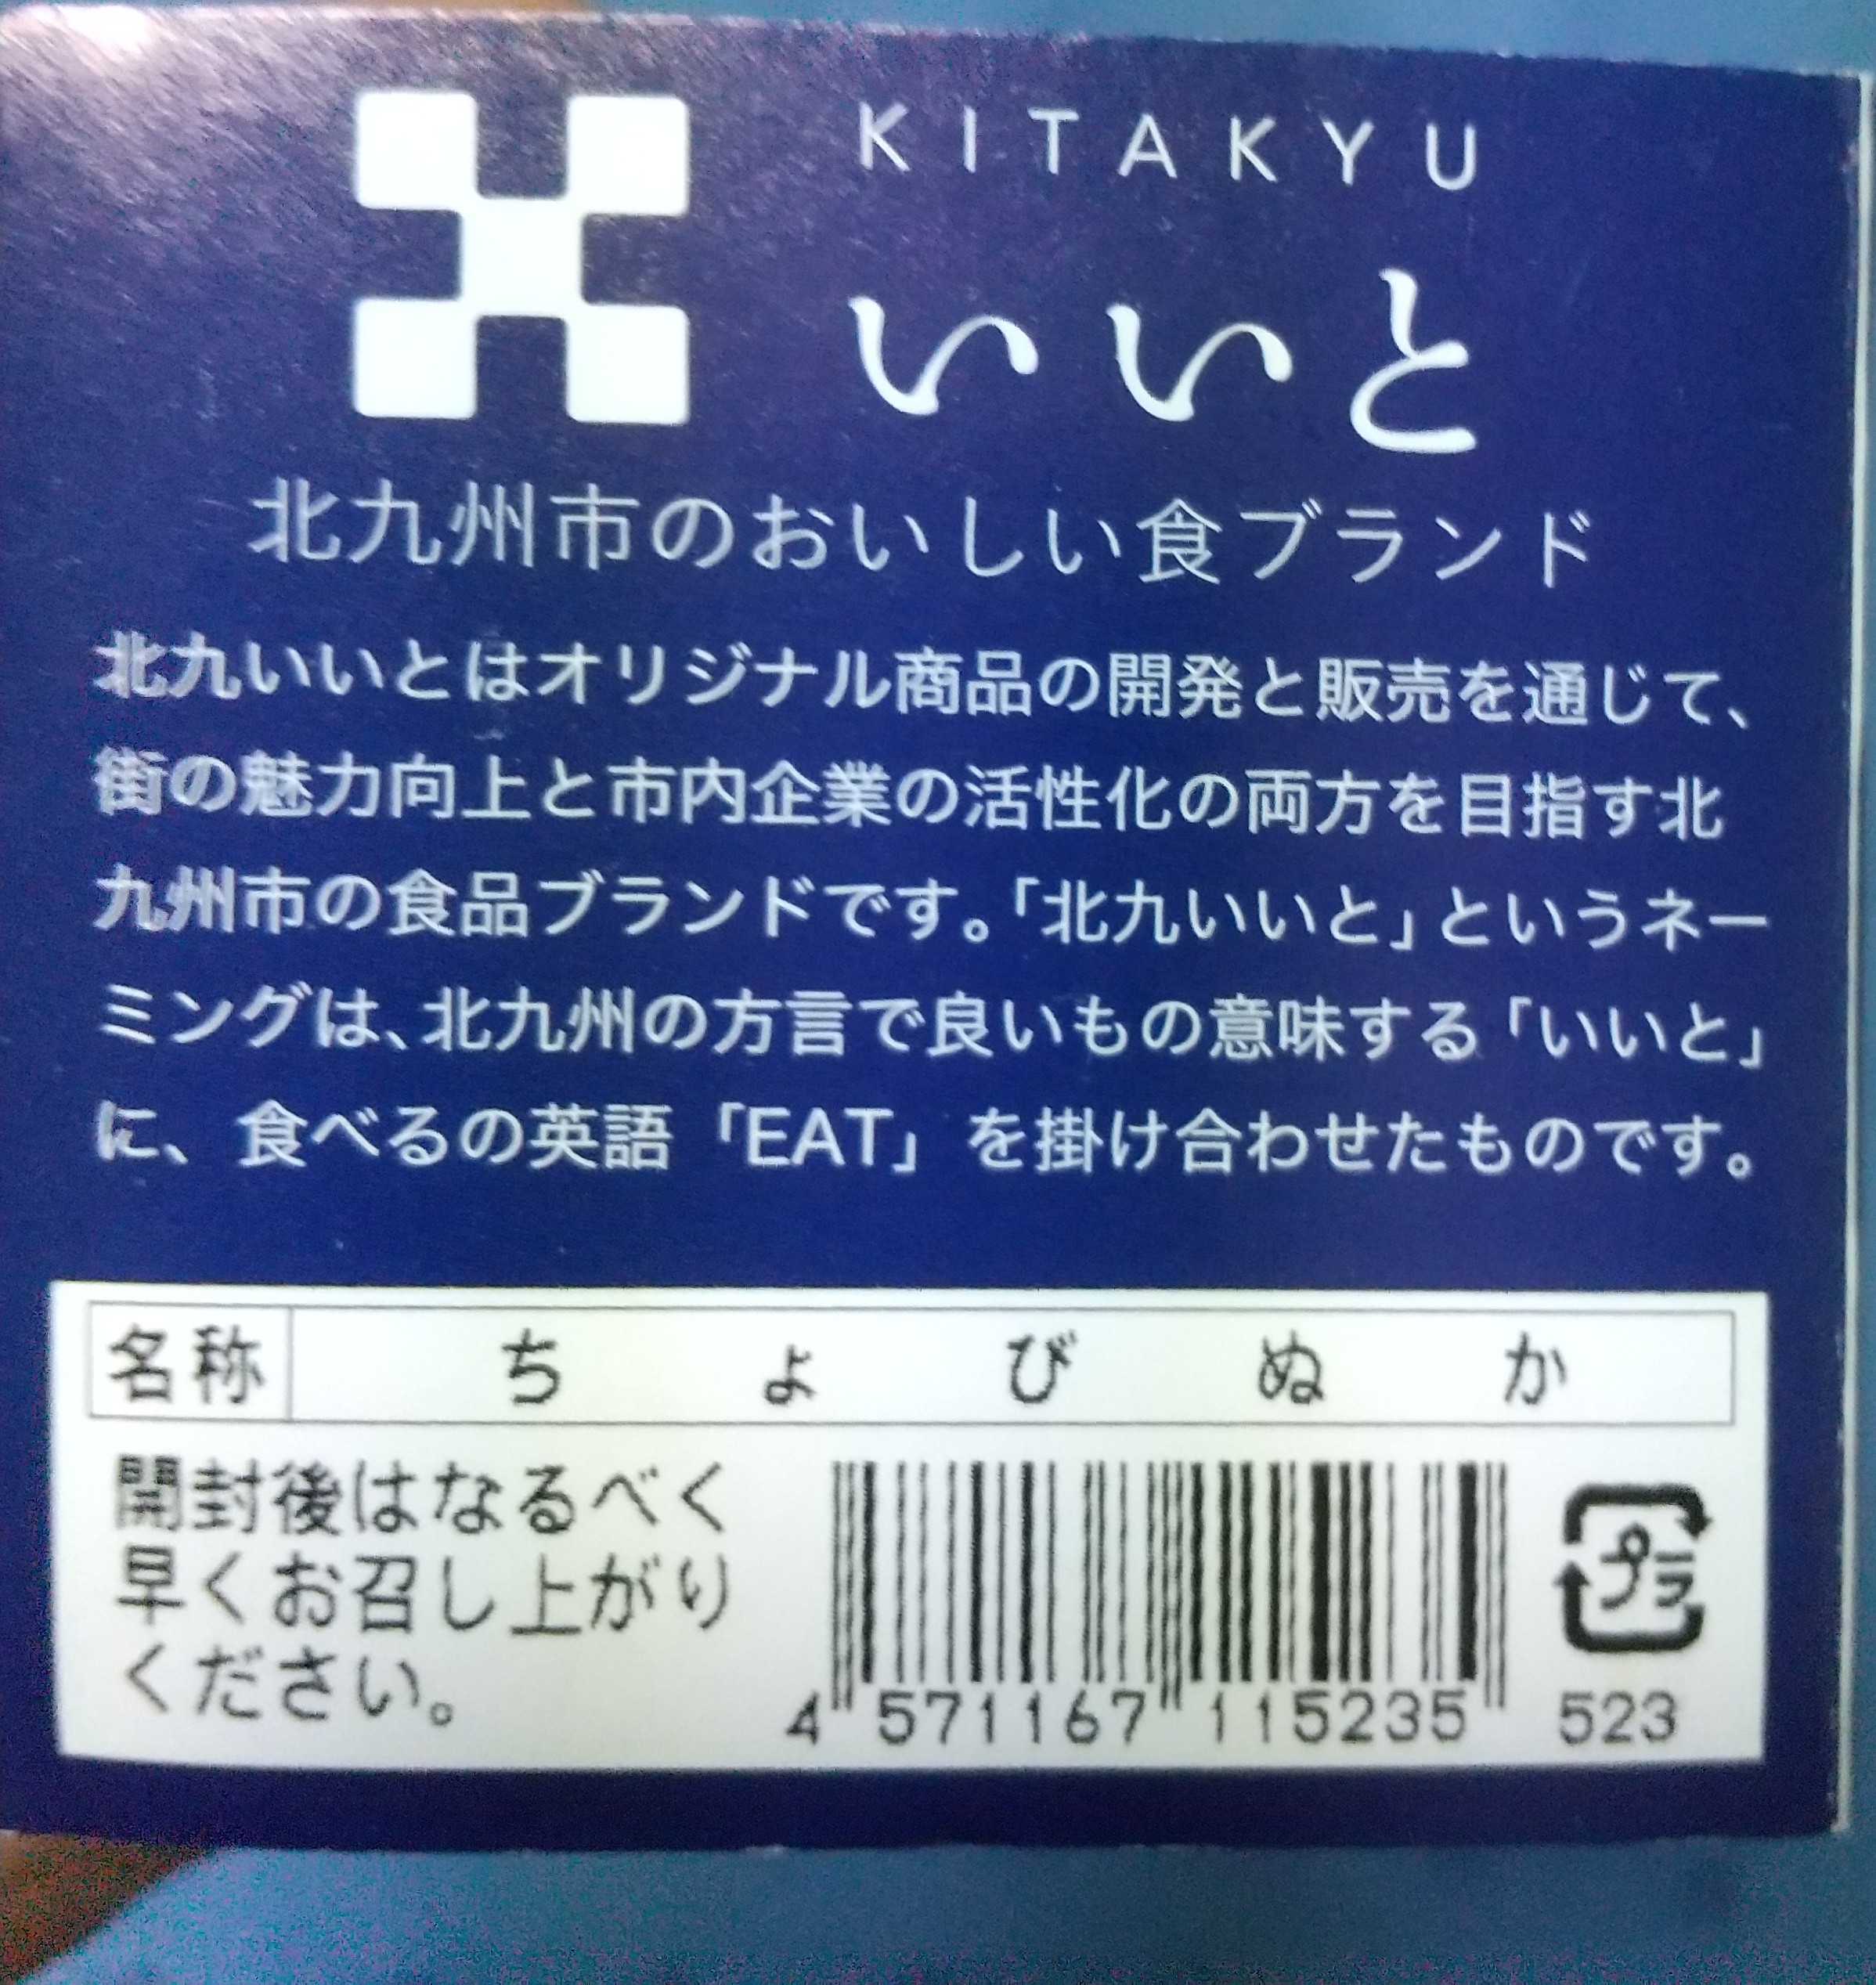 KITAKYU
いいと
北九州市のおいしい食ブランド
北九いいとはオリジナル商品の開発と販売を通じて、
街の魅力向上と市内企業の活性化の両方を目指す北
九州市の食品ブランドです。「北九いいと」というネー
ミングは、北九州の方言で良いもの意味する「いいと」
に、食べるの英語「EAT」を掛け合わせたものです。
名称 ちょびぬか
開封後はなるべく
早くお召し上がり
ください。
4 571167 115235
プラ
523